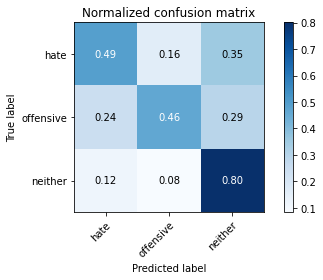 Normalized confusion matrix
True label
hate
0.49 0.16 0.35
offensive
0.24 0.46 0.29
neither
0.12 0.08 0.80
hate
offensive
neither
Predicted label
0.8
0.7
0.6
0.5
0.4
0.3
0.2
0.1